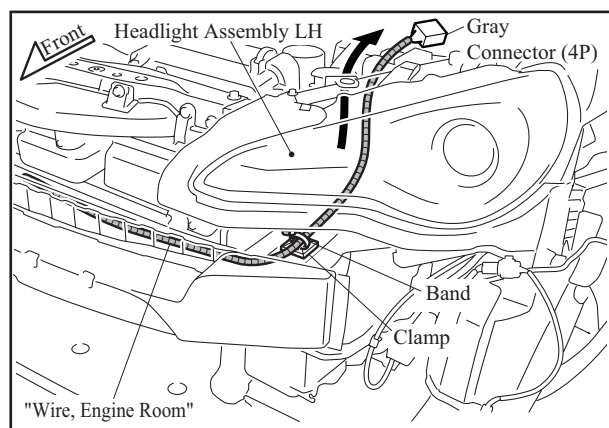 Front
Headlight Assembly LH
Gray
Connector (4P)
Band
Clamp
"Wire, Engine Room"